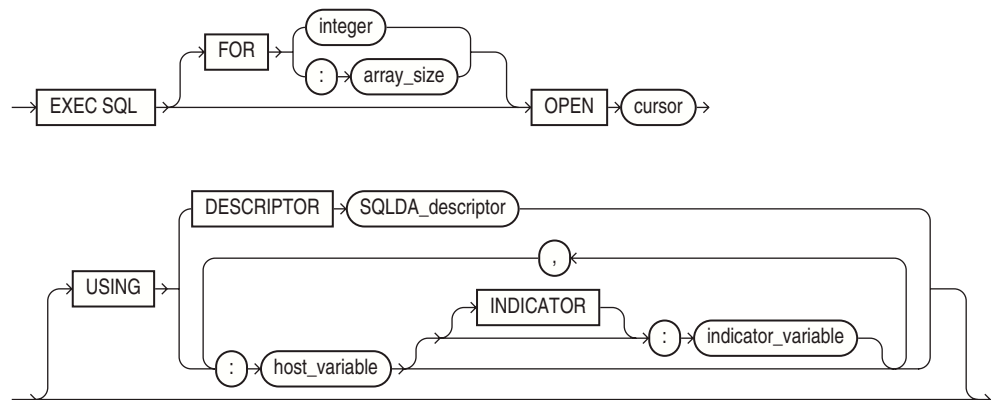 integer
FOR
: array_size
EXEC SQL OPEN cursor
DESCRIPTOR SQLDA_descriptor
,
USING INDICATOR
: indicator_variable
: host_variable